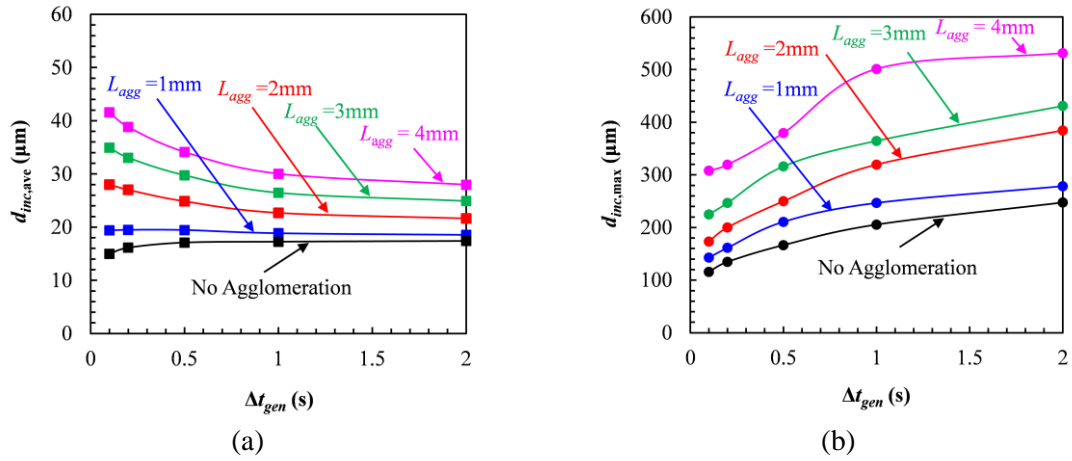 60
50
40
30
20
10
0
d_inc,ave (μm)
L_agg =1mm
L_agg =2mm
L_agg =3mm
L_agg = 4mm
No Agglomeration
0 0.5 1 1.5 2
Δt_gen (s)
(a)
600
500
400
300
200
100
0
d_inc,max (μm)
L_agg = 4mm
L_agg =3mm
L_agg =2mm
L_agg =1mm
No Agglomeration
0 0.5 1 1.5 2
Δt_gen (s)
(b)